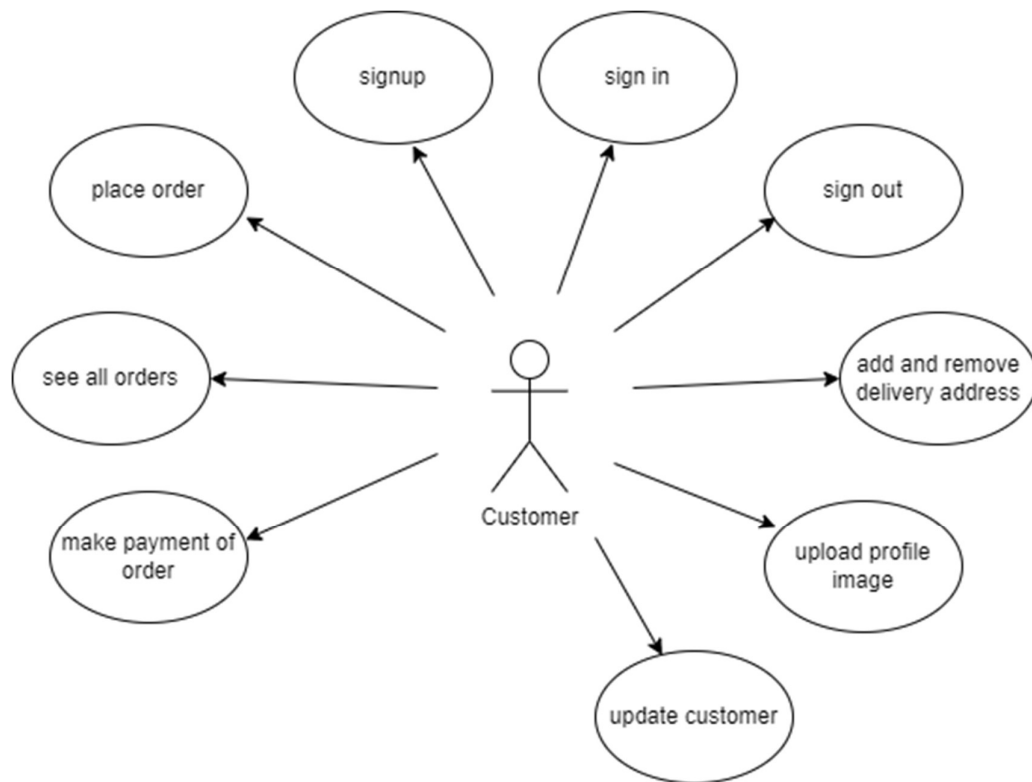 signup
sign in
place order
sign out
see all orders
add and remove
delivery address
Customer
make payment of
order
upload profile
image
update customer